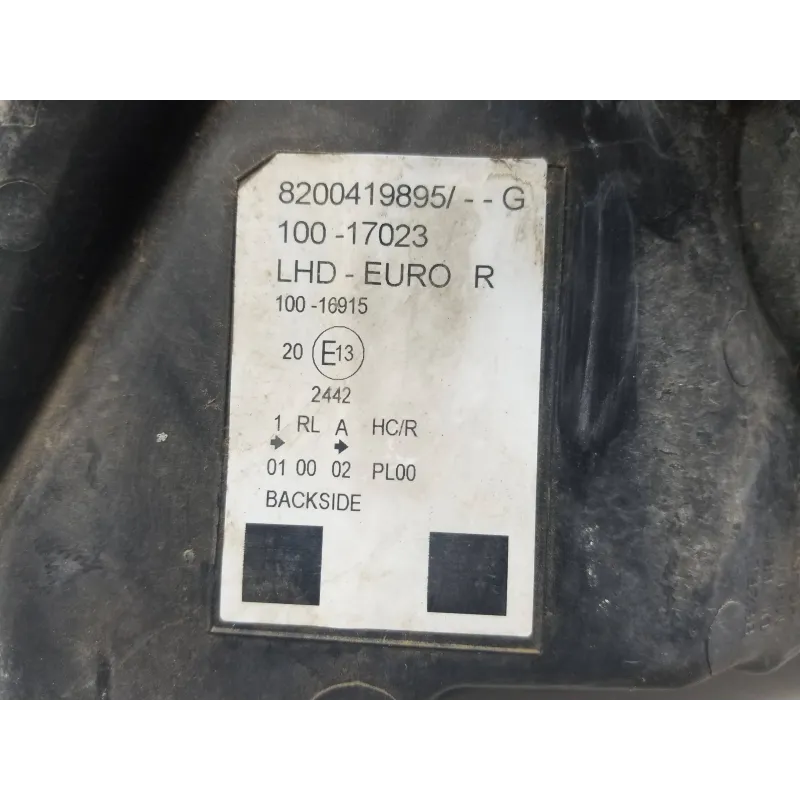 8200419895/--G
100-17023
LHD-EURO R
100-16915
20 E13
2442
1 RL A HC/R
01 00 02 PL00
BACKSIDE